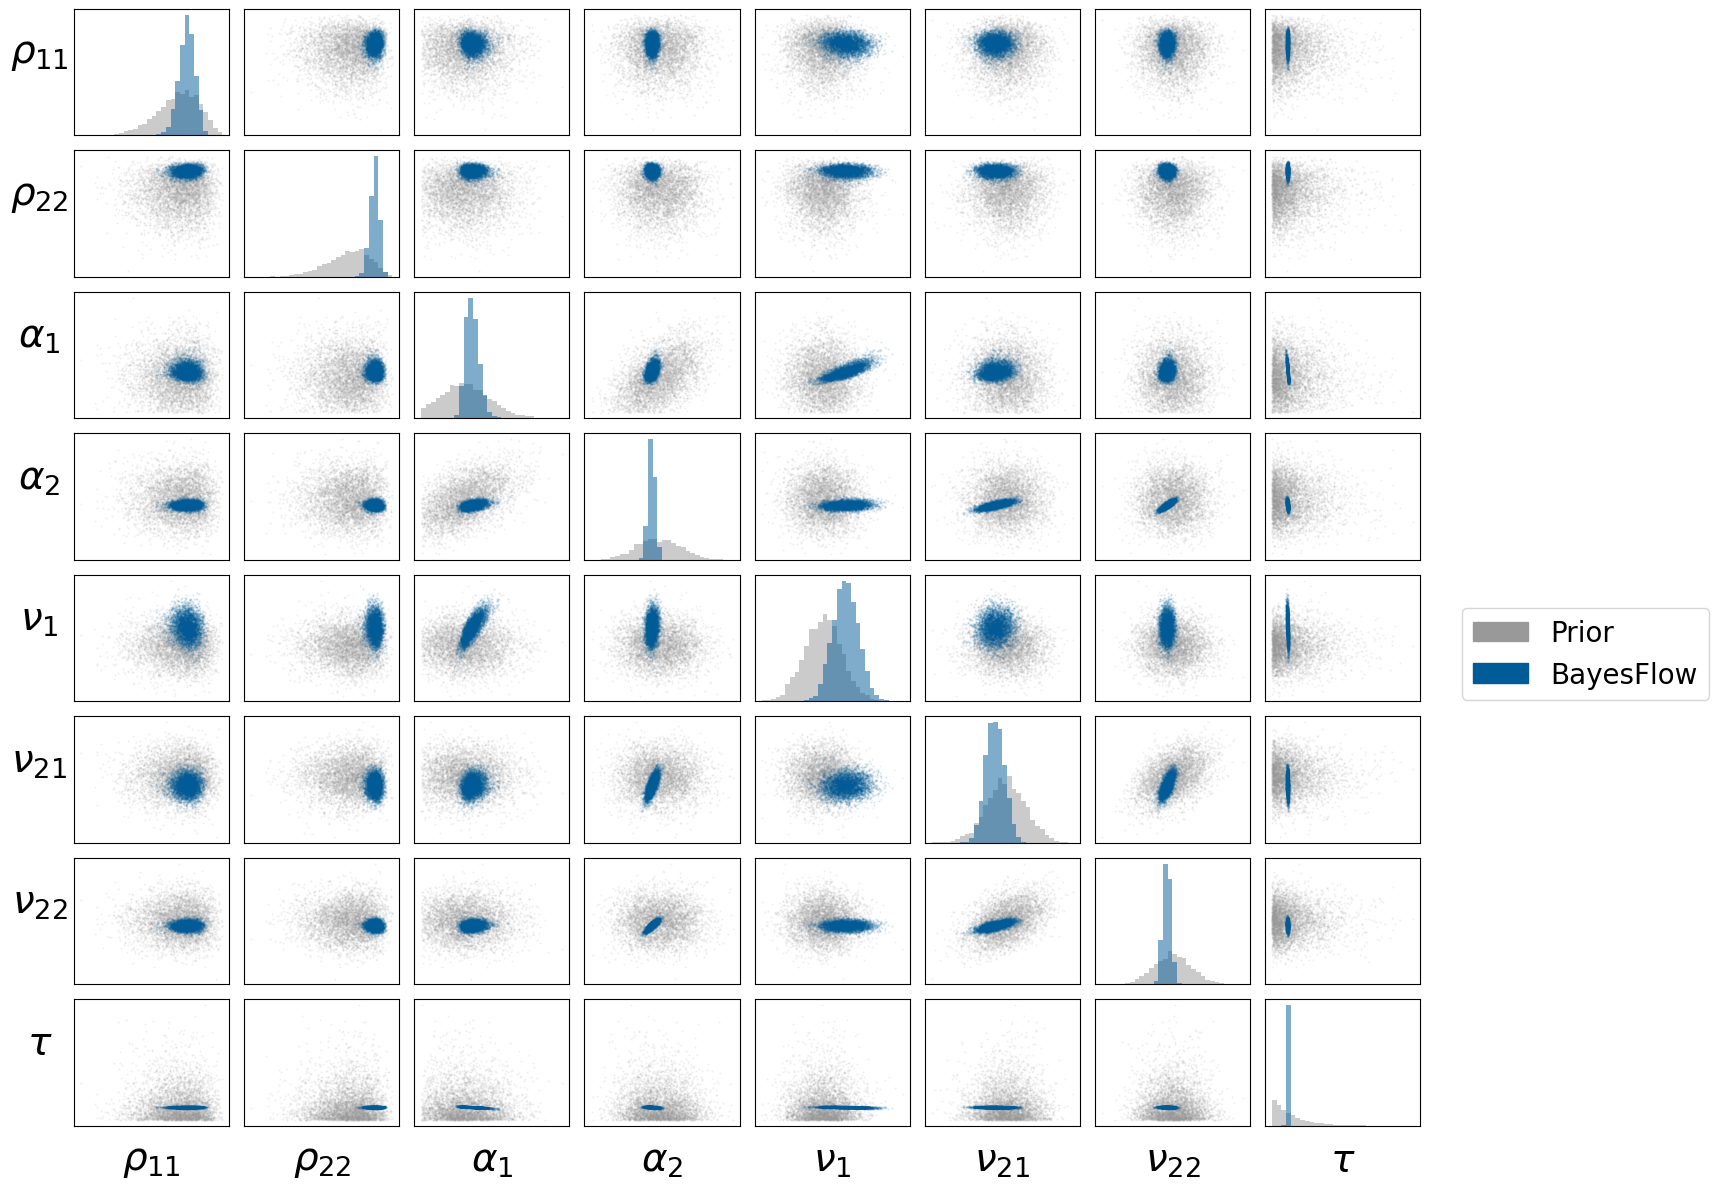 ρ11
ρ22
α1
α2
ν1
ν21
ν22
τ
Prior
BayesFlow
ρ11 ρ22 α1 α2 ν1 ν21 ν22 τ